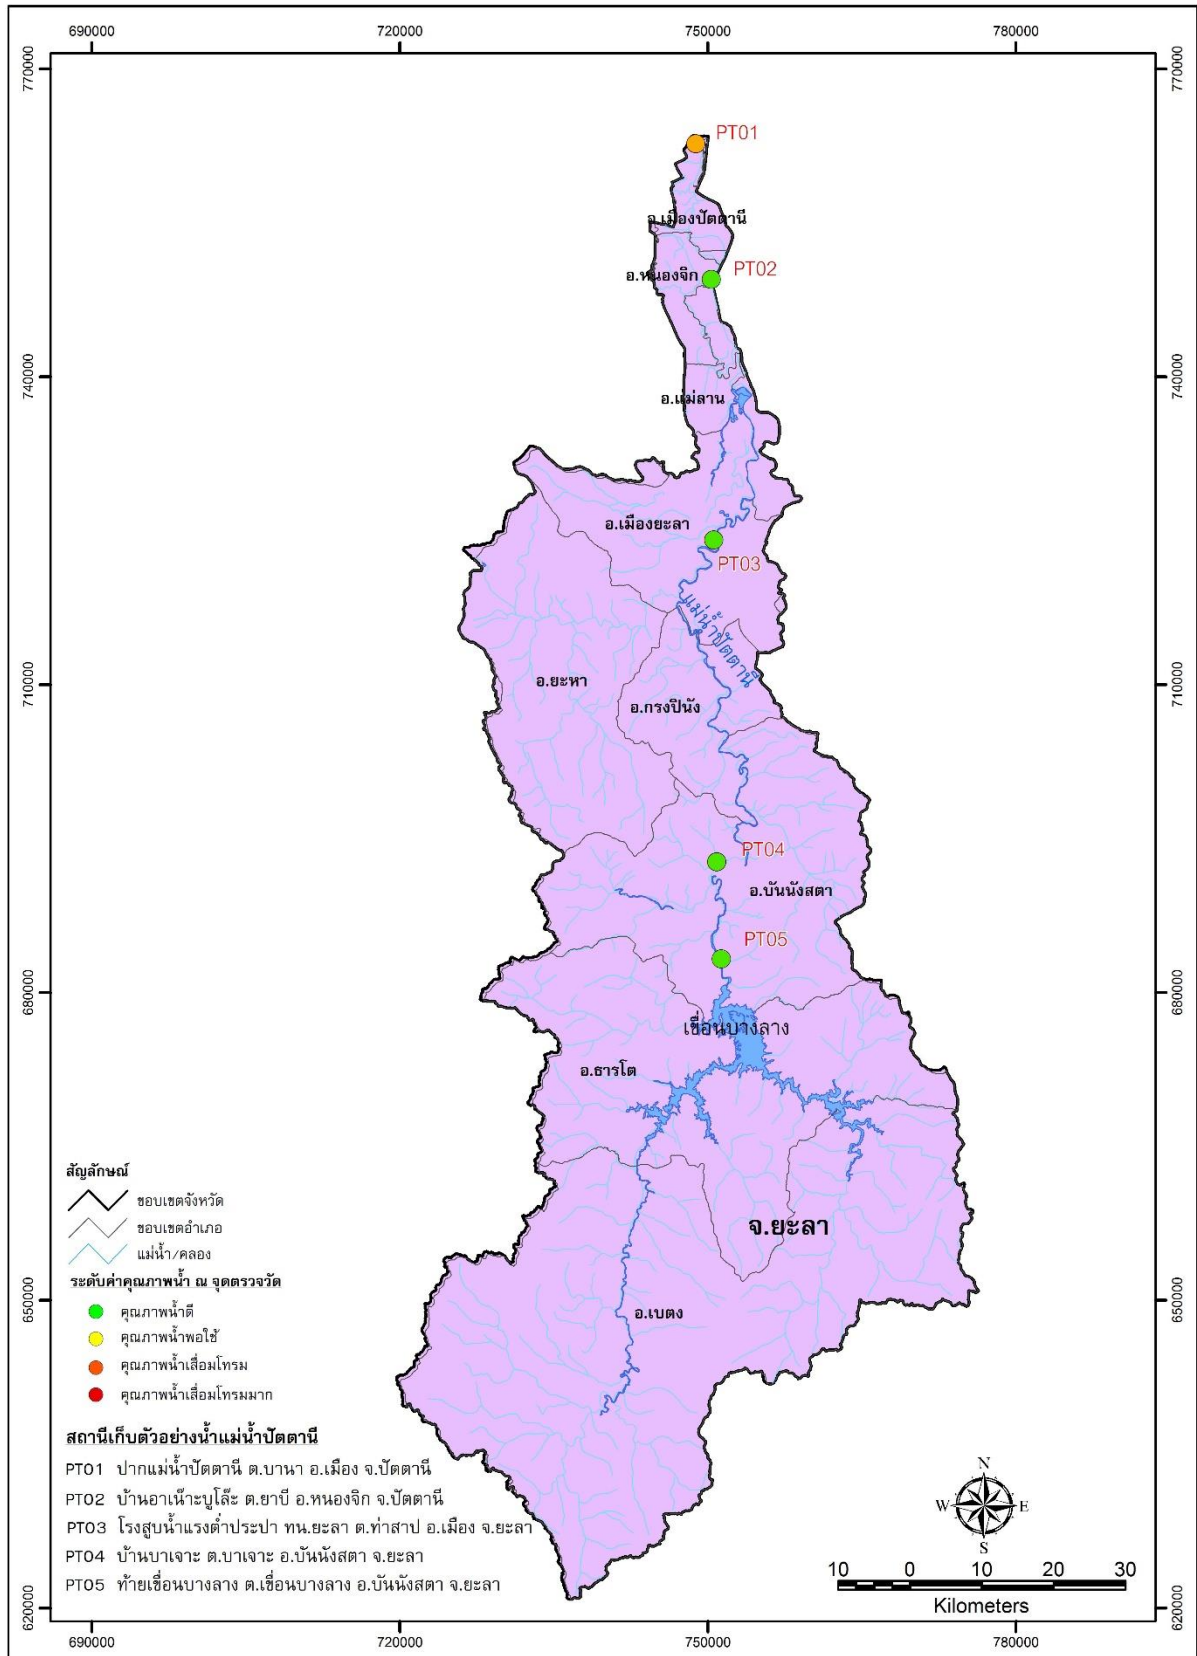 690000 720000 750000 780000
770000 770000
PT01
อ.เมืองปัตตานี
อ.หนองจิก PT02
740000 740000
อ.แม่ลาน
อ.เมืองยะลา
PT03
แม่น้ำปัตตานี
อ.ยะหา
710000 710000
อ.กรงปินัง
PT04
อ.บันนังสตา
PT05
680000 680000
เขื่อนบางลาง
อ.ธารโต
จ.ยะลา
อ.เบตง
650000 650000
สัญลักษณ์
ขอบเขตจังหวัด
ขอบเขตอำเภอ
แม่น้ำ/คลอง
ระดับค่าคุณภาพน้ำ ณ จุดตรวจวัด
คุณภาพน้ำดี
คุณภาพน้ำพอใช้
คุณภาพน้ำเสื่อมโทรม
คุณภาพน้ำเสื่อมโทรมมาก
สถานีเก็บตัวอย่างน้ำแม่น้ำปัตตานี
PT01 ปากแม่น้ำปัตตานี ต.บานา อ.เมือง จ.ปัตตานี
PT02 บ้านอาเน๊าะบูโล๊ะ ต.ยาบี อ.หนองจิก จ.ปัตตานี
PT03 โรงสูบน้ำแรงต่ำประปา ทน.ยะลา ต.ท่าสาป อ.เมือง จ.ยะลา
PT04 บ้านบาเจาะ ต.บาเจาะ อ.บันนังสตา จ.ยะลา
PT05 ท้ายเขื่อนบางลาง ต.เขื่อนบางลาง อ.บันนังสตา จ.ยะลา
N
W E
S
10 0 10 20 30
Kilometers
620000 620000
690000 720000 750000 780000